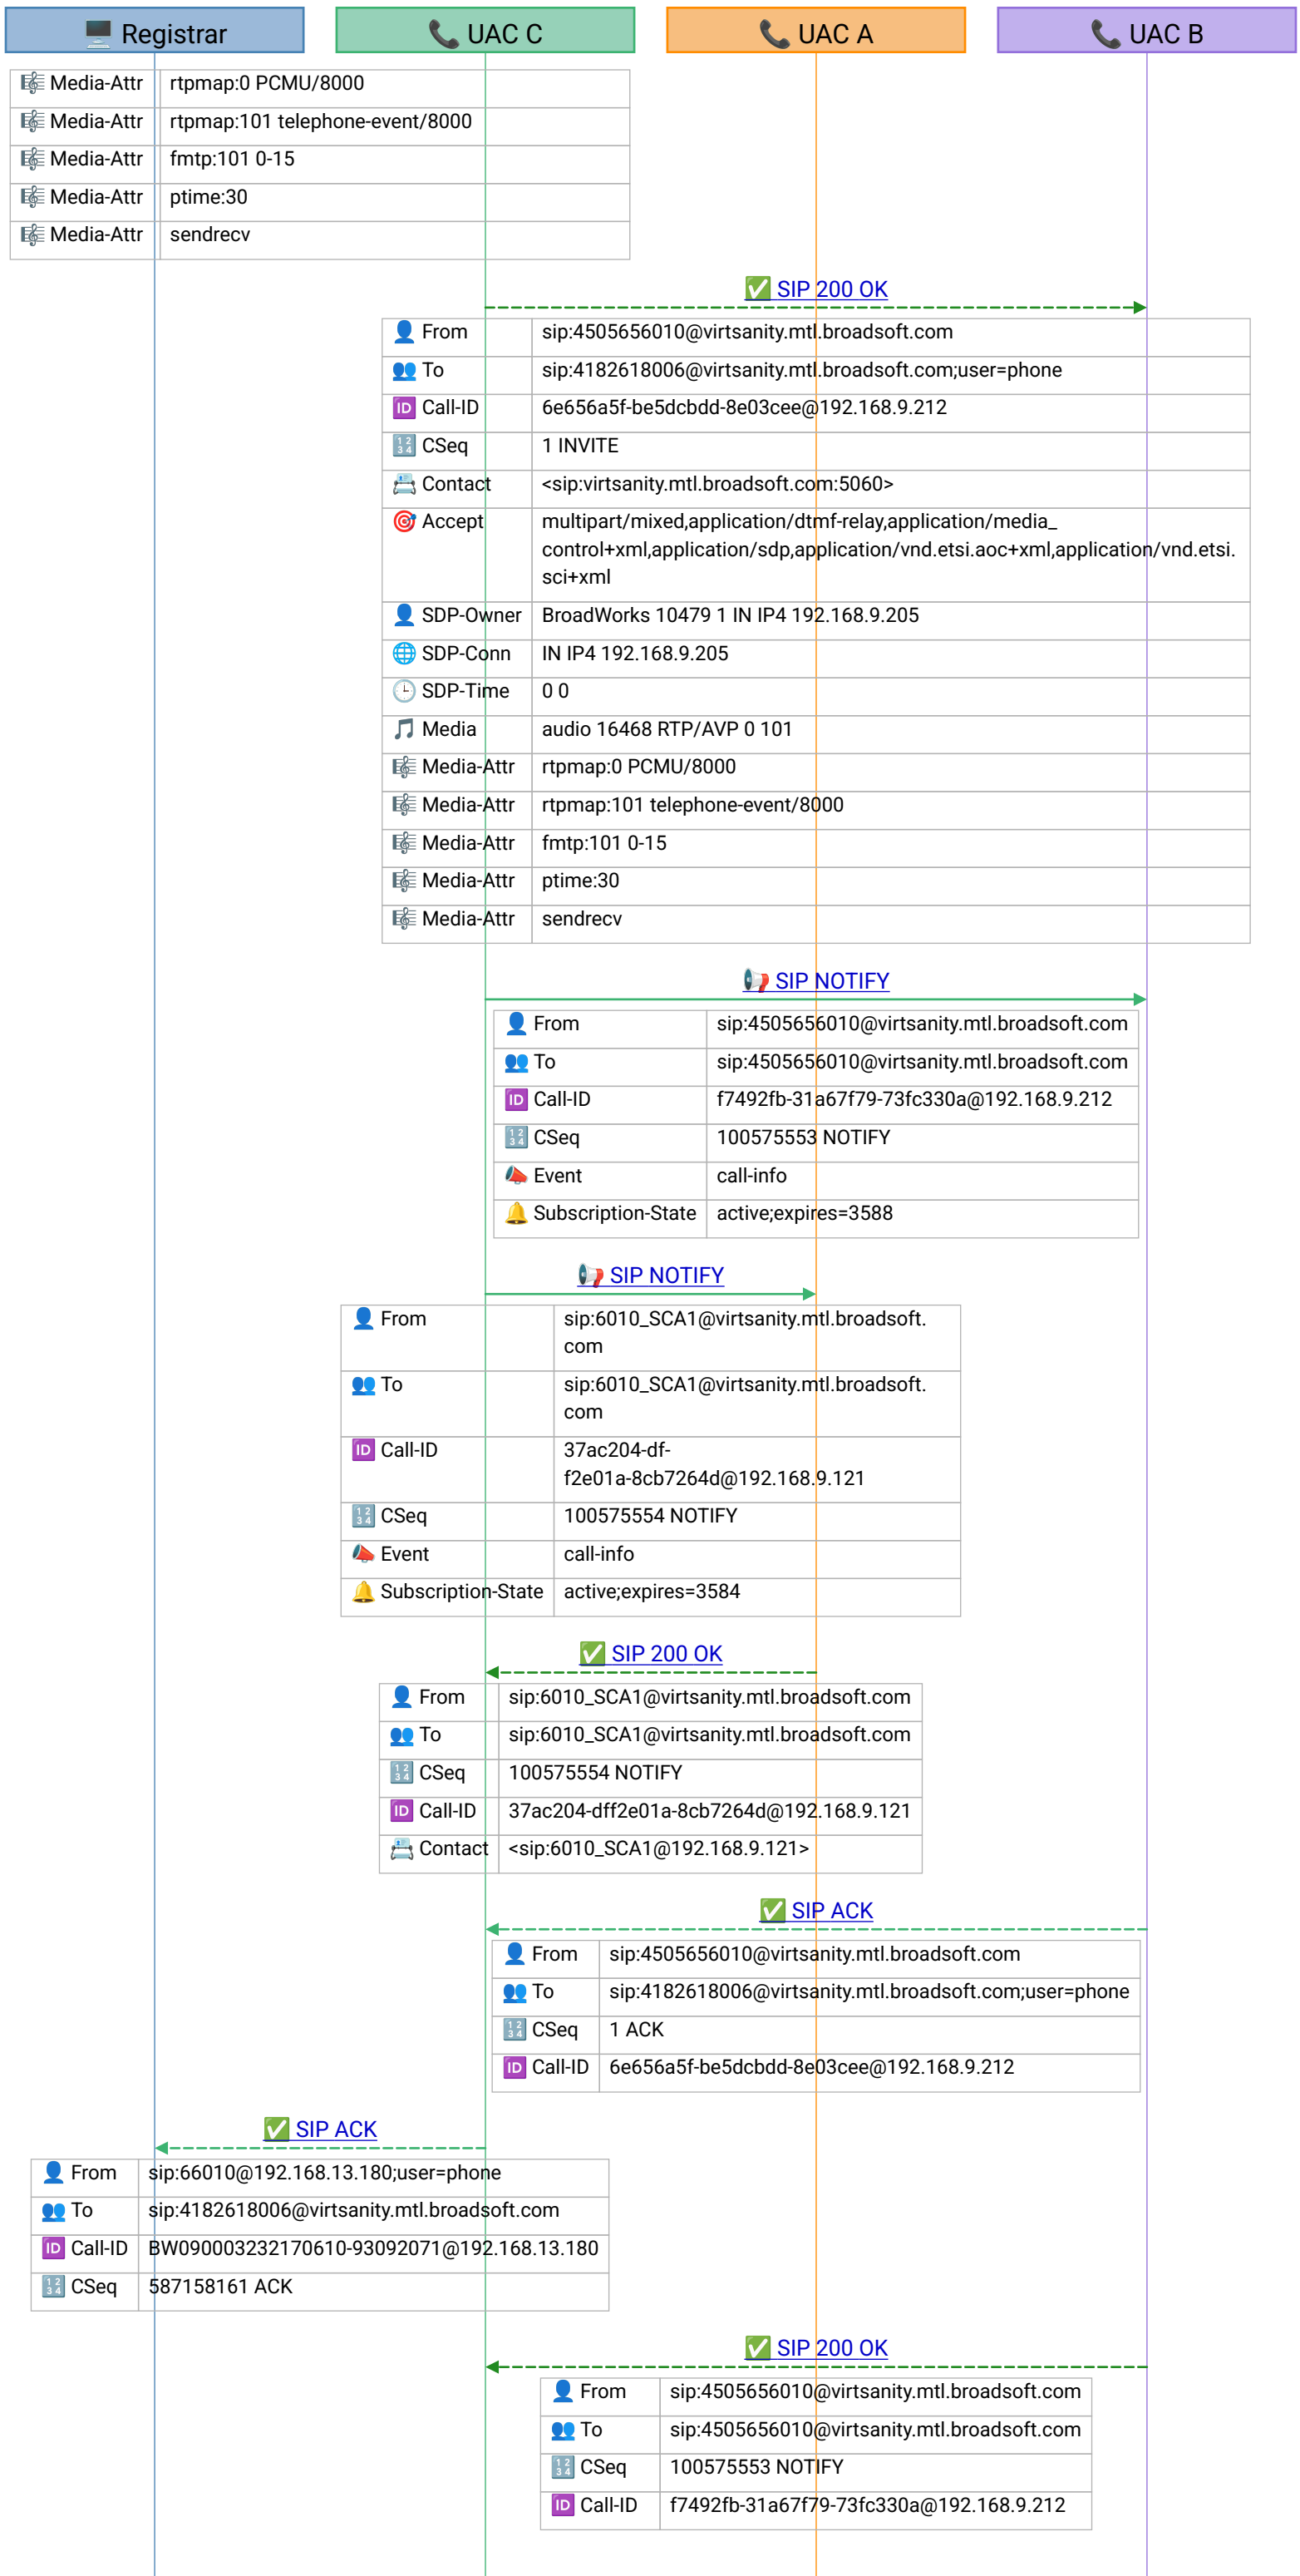 Registrar
UAC C
UAC A
UAC B
Media-Attr rtpmap:0 PCMU/8000
Media-Attr rtpmap:101 telephone-event/8000
Media-Attr fmtp:101 0-15
Media-Attr ptime:30
Media-Attr sendrecv
SIP 200 OK
From sip:4505656010@virtsanity.mtl.broadsoft.com
To sip:4182618006@virtsanity.mtl.broadsoft.com;user=phone
Call-ID 6e656a5f-be5dcbdd-8e03cee@192.168.9.212
CSeq 1 INVITE
Contact <sip:virtsanity.mtl.broadsoft.com:5060>
Accept multipart/mixed,application/dtmf-relay,application/media_
control+xml,application/sdp,application/vnd.etsi.aoc+xml,application/vnd.etsi.
sci+xml
SDP-Owner BroadWorks 10479 1 IN IP4 192.168.9.205
SDP-Conn IN IP4 192.168.9.205
SDP-Time 0 0
Media audio 16468 RTP/AVP 0 101
Media-Attr rtpmap:0 PCMU/8000
Media-Attr rtpmap:101 telephone-event/8000
Media-Attr fmtp:101 0-15
Media-Attr ptime:30
Media-Attr sendrecv
SIP NOTIFY
From sip:4505656010@virtsanity.mtl.broadsoft.com
To sip:4505656010@virtsanity.mtl.broadsoft.com
Call-ID f7492fb-31a67f79-73fc330a@192.168.9.212
CSeq 100575553 NOTIFY
Event call-info
Subscription-State active;expires=3588
SIP NOTIFY
From sip:6010_SCA1@virtsanity.mtl.broadsoft.
com
To sip:6010_SCA1@virtsanity.mtl.broadsoft.
com
Call-ID 37ac204-df-
f2e01a-8cb7264d@192.168.9.121
CSeq 100575554 NOTIFY
Event call-info
Subscription-State active;expires=3584
SIP 200 OK
From sip:6010_SCA1@virtsanity.mtl.broadsoft.com
To sip:6010_SCA1@virtsanity.mtl.broadsoft.com
CSeq 100575554 NOTIFY
Call-ID 37ac204-dff2e01a-8cb7264d@192.168.9.121
Contact <sip:6010_SCA1@192.168.9.121>
SIP ACK
From sip:4505656010@virtsanity.mtl.broadsoft.com
To sip:4182618006@virtsanity.mtl.broadsoft.com;user=phone
CSeq 1 ACK
Call-ID 6e656a5f-be5dcbdd-8e03cee@192.168.9.212
SIP ACK
From sip:66010@192.168.13.180;user=phone
To sip:4182618006@virtsanity.mtl.broadsoft.com
Call-ID BW090003232170610-93092071@192.168.13.180
CSeq 587158161 ACK
SIP 200 OK
From sip:4505656010@virtsanity.mtl.broadsoft.com
To sip:4505656010@virtsanity.mtl.broadsoft.com
CSeq 100575553 NOTIFY
Call-ID f7492fb-31a67f79-73fc330a@192.168.9.212